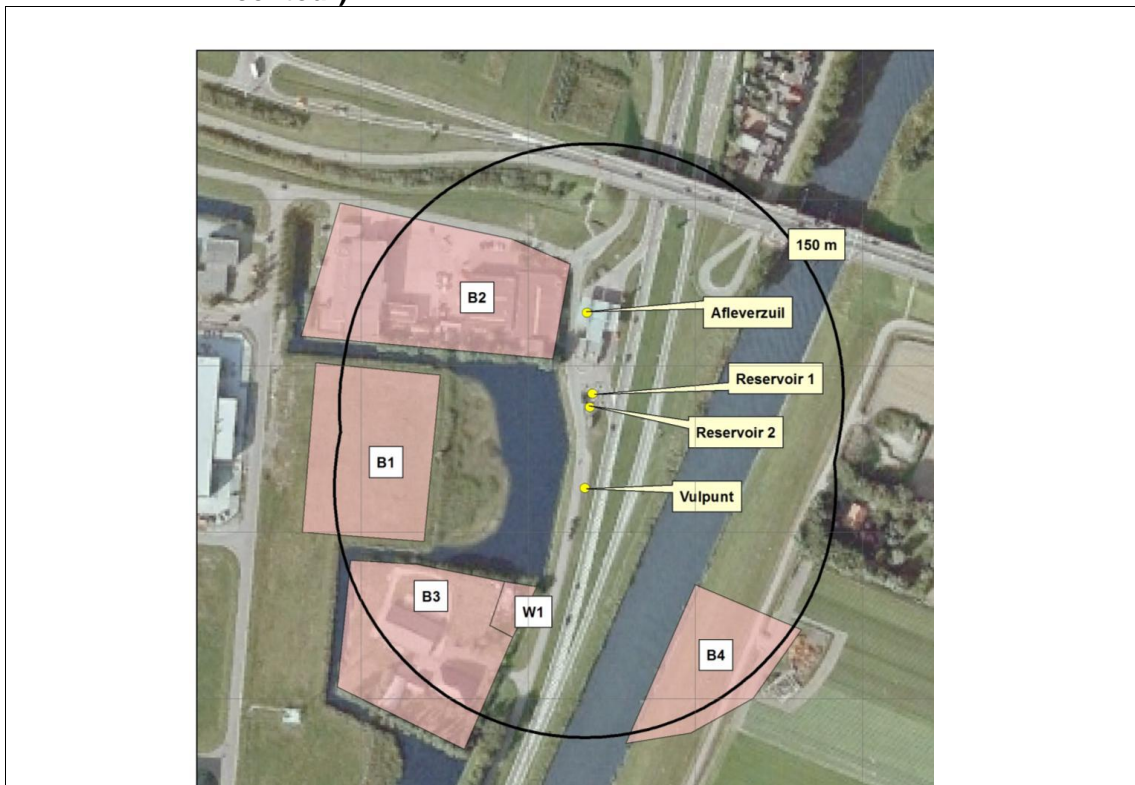 150 m
B2
Afleverzuil
Reservoir 1
Reservoir 2
B1
Vulpunt
B3
W1
B4